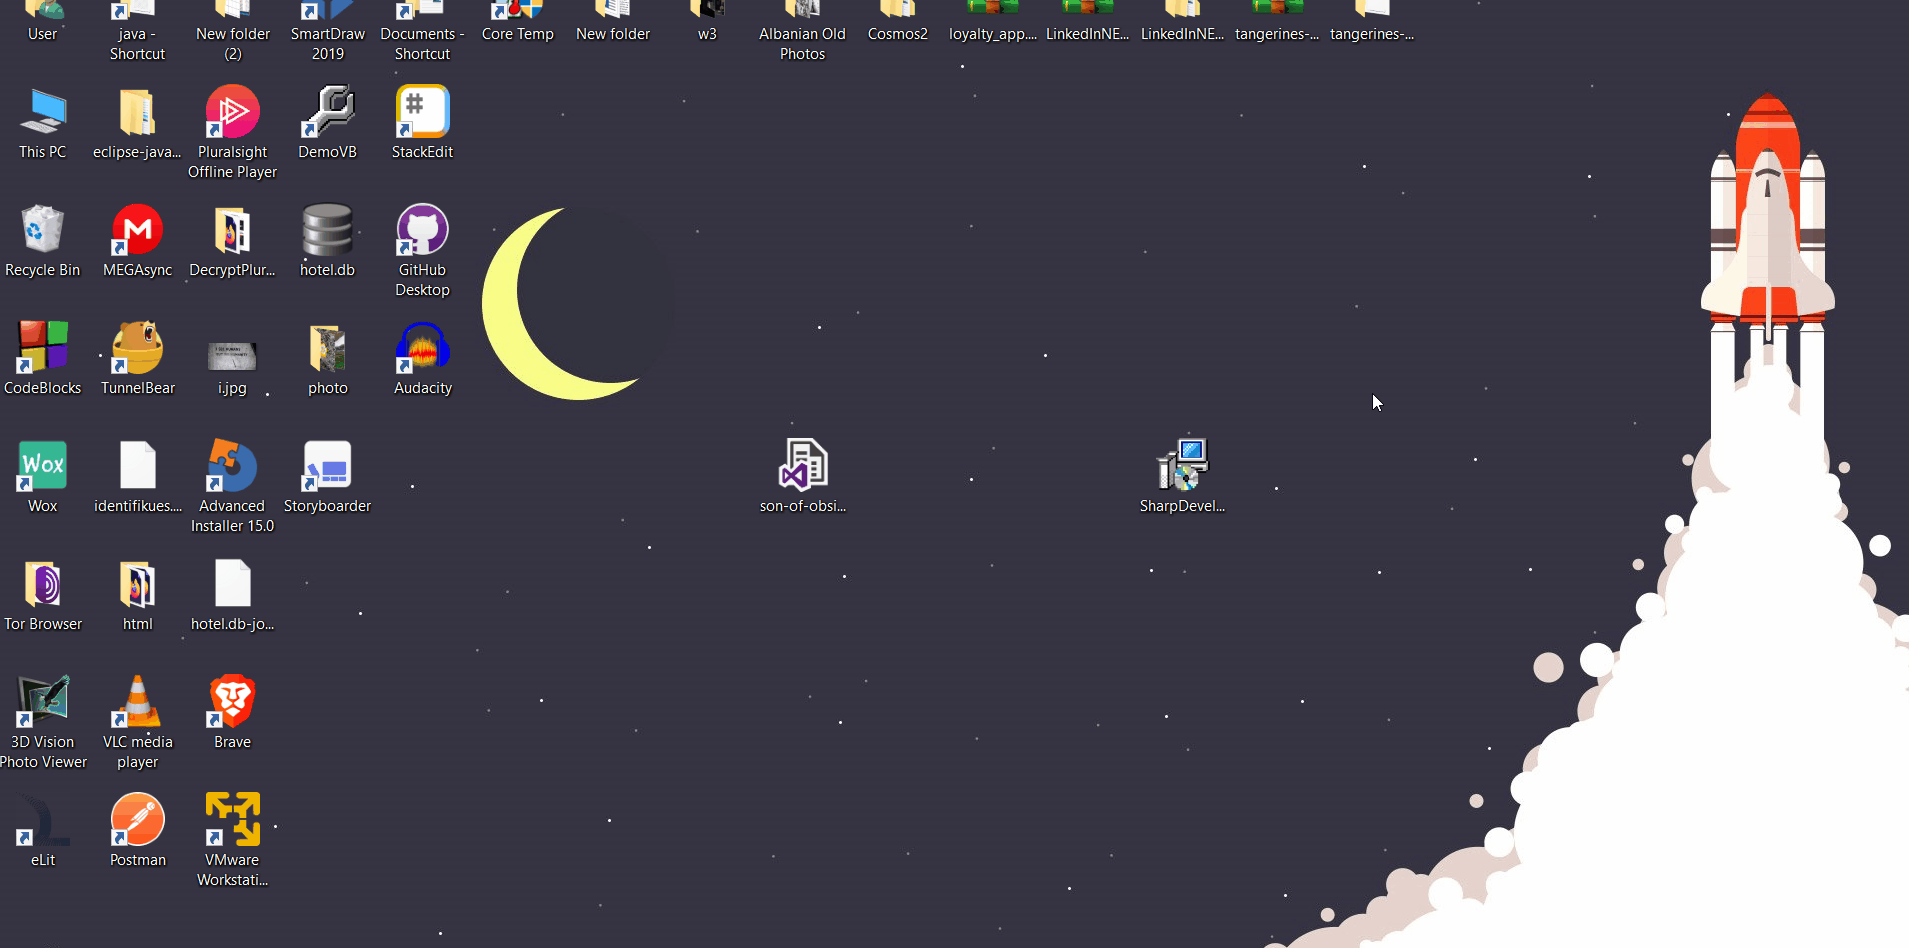 User
java -
Shortcut
New folder
(2)
SmartDraw
2019
Documents -
Shortcut
Core Temp
New folder
w3
Albanian Old
Photos
Cosmos2
loyalty_app....
LinkedInNE...
LinkedInNE...
tangerines-...
tangerines-...
This PC
eclipse-java...
Pluralsight
Offline Player
DemoVB
#
StackEdit
Recycle Bin
M
MEGAsync
DecryptPlur...
hotel.db
GitHub
Desktop
CodeBlocks
TunnelBear
i.jpg
photo
Audacity
Wox
Wox
identifikues....
Advanced
Installer 15.0
Storyboarder
son-of-obsi...
SharpDevel...
Tor Browser
html
hotel.db-jo...
3D Vision
Photo Viewer
VLC media
player
Brave
eLit
Postman
VMware
Workstati...